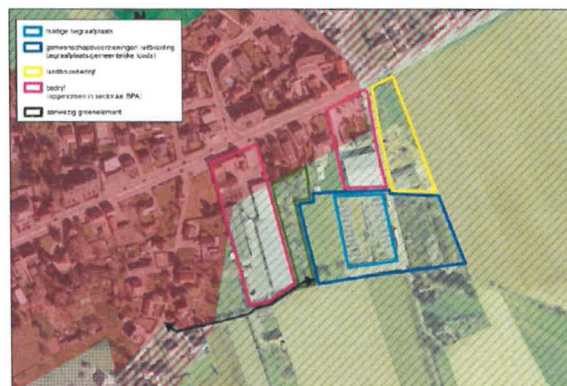 huidige begraafplaats
gemeenschapsvoorzieningen (uitbreiding
begraafplaats/gemeentelijke loods)
landbouwbedrijf
bedrijf
(opgenomen in sectoraal BPA)
aanwezig groenelement